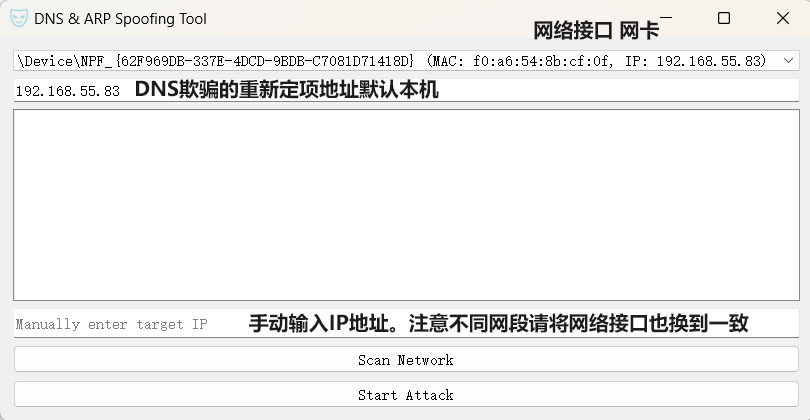 DNS & ARP Spoofing Tool
网络接口 网卡
\Device\NPF_{62F969DB-337E-4DCD-9BDB-C7081D71418D} (MAC: f0:a6:54:8b:cf:0f, IP: 192.168.55.83)
192.168.55.83 DNS欺骗的重新定项地址默认本机
Manually enter target IP 手动输入IP地址。注意不同网段请将网络接口也换到一致
Scan Network
Start Attack